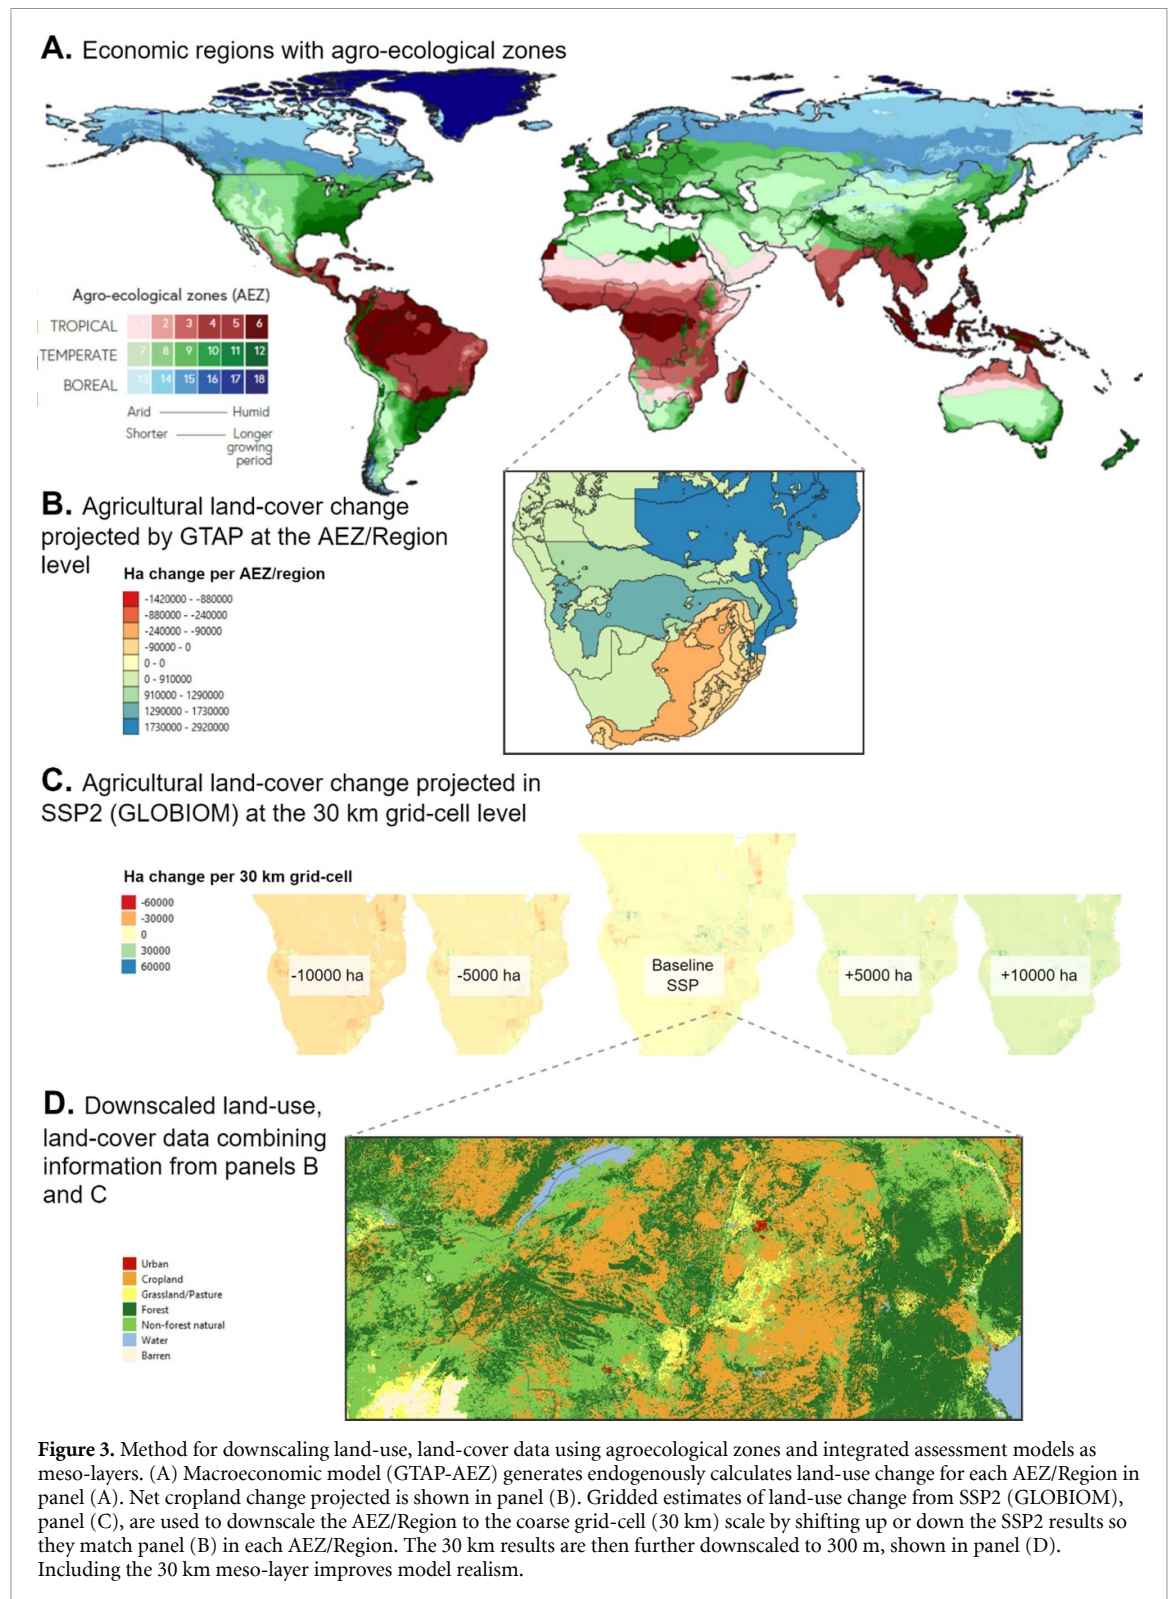 A. Economic regions with agro-ecological zones
Agro-ecological zones (AEZ)
TROPICAL 1 2 3 4 5 6
TEMPERATE 7 8 9 10 11 12
BOREAL 13 14 15 16 17 18
Arid Humid
Shorter Longer
growing
period
B. Agricultural land-cover change
projected by GTAP at the AEZ/Region
level
Ha change per AEZ/region
-1420000 - -880000
-880000 - -240000
-240000 - -90000
-90000 - 0
0 - 0
0 - 910000
910000 - 1290000
1290000 - 1730000
1730000 - 2920000
C. Agricultural land-cover change projected in
SSP2 (GLOBIOM) at the 30 km grid-cell level
Ha change per 30 km grid-cell
-60000
-30000
0
30000
60000
-10000 ha
-5000 ha
Baseline
SSP
+5000 ha
+10000 ha
D. Downscaled land-use,
land-cover data combining
information from panels B
and C
Urban
Cropland
Grassland/Pasture
Forest
Non-forest natural
Water
Barren
Figure 3. Method for downscaling land-use, land-cover data using agroecological zones and integrated assessment models as
meso-layers. (A) Macroeconomic model (GTAP-AEZ) generates endogenously calculates land-use change for each AEZ/Region in
panel (A). Net cropland change projected is shown in panel (B). Gridded estimates of land-use change from SSP2 (GLOBIOM),
panel (C), are used to downscale the AEZ/Region to the coarse grid-cell (30 km) scale by shifting up or down the SSP2 results so
they match panel (B) in each AEZ/Region. The 30 km results are then further downscaled to 300 m, shown in panel (D).
Including the 30 km meso-layer improves model realism.